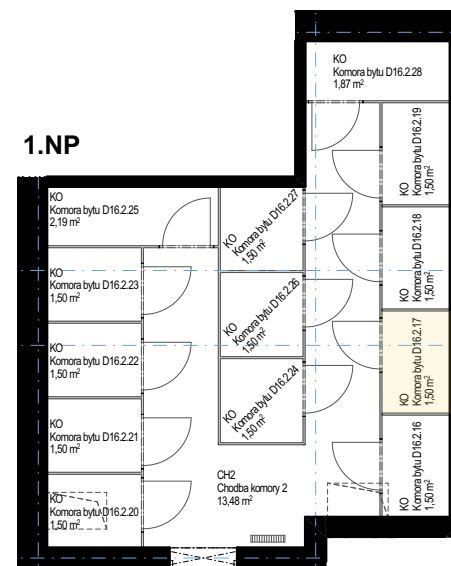 KO
Komora bytu D16.2.28
1,87 m²
1.NP
KO
Komora bytu D16.2.19
1,50 m²
KO
Komora bytu D16.2.25
2,19 m²
KO
Komora bytu D16.2.27
1,50 m²
KO
Komora bytu D16.2.18
1,50 m²
KO
Komora bytu D16.2.23
1,50 m²
KO
Komora bytu D16.2.26
1,50 m²
KO
Komora bytu D16.2.17
1,50 m²
KO
Komora bytu D16.2.22
1,50 m²
KO
Komora bytu D16.2.24
1,50 m²
KO
Komora bytu D16.2.21
1,50 m²
KO
Komora bytu D16.2.16
1,50 m²
CH2
Chodba komory 2
13,48 m²
KO
Komora bytu D16.2.20
1,50 m²